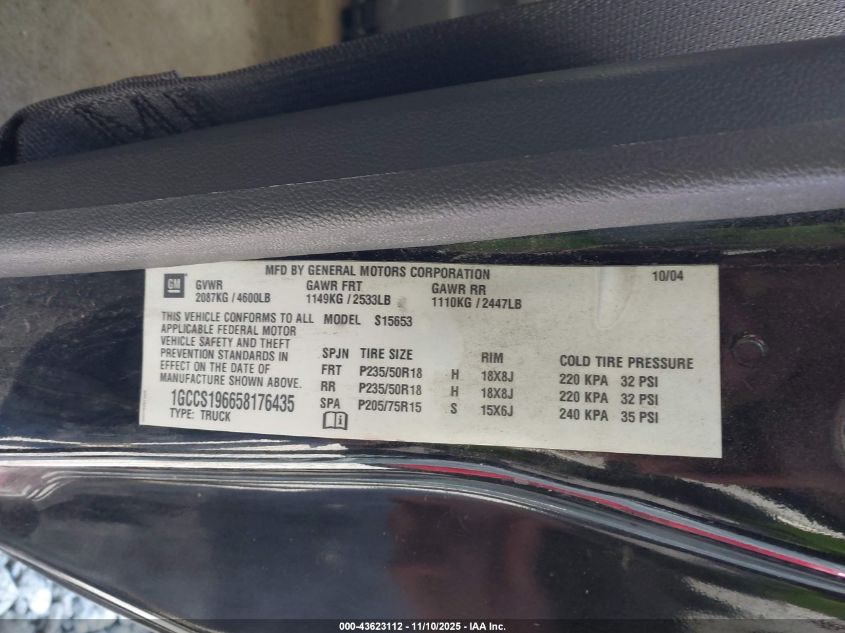 MFD BY GENERAL MOTORS CORPORATION 10/04
GM GVWR GAWR FRT GAWR RR
2087KG / 4600LB 1149KG / 2533LB 1110KG / 2447LB
THIS VEHICLE CONFORMS TO ALL MODEL S15653
APPLICABLE FEDERAL MOTOR
VEHICLE SAFETY AND THEFT
PREVENTION STANDARDS IN
EFFECT ON THE DATE OF
MANUFACTURE SHOWN ABOVE.
1GCCS196658176435
TYPE: TRUCK
SPJN TIRE SIZE RIM COLD TIRE PRESSURE
FRT P235/50R18 H 18X8J 220 KPA 32 PSI
RR P235/50R18 H 18X8J 220 KPA 32 PSI
SPA P205/75R15 S 15X6J 240 KPA 35 PSI
000-43623112 - 11/10/2025 - IAA Inc.